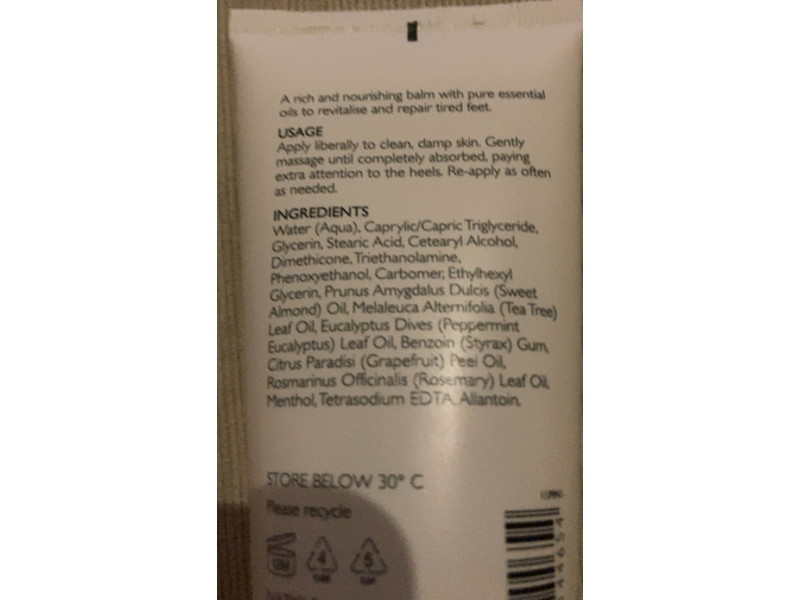 A rich and nourishing balm with pure essential
oils to revitalise and repair tired feet.
USAGE
Apply liberally to clean, damp skin. Gently
massage until completely absorbed, paying
extra attention to the heels. Re-apply as often
as needed.
INGREDIENTS
Water (Aqua), Caprylic/Capric Triglyceride,
Glycerin, Stearic Acid, Cetearyl Alcohol,
Dimethicone, Triethanolamine,
Phenoxyethanol, Carbomer, Ethylhexyl
Glycerin, Prunus Amygdalus Dulcis (Sweet
Almond) Oil, Melaleuca Alternifolia (Tea Tree)
Leaf Oil, Eucalyptus Dives (Peppermint
Eucalyptus) Leaf Oil, Benzoin (Styrax) Gum,
Citrus Paradisi (Grapefruit) Peel Oil,
Rosmarinus Officinalis (Rosemary) Leaf Oil,
Menthol, Tetrasodium EDTA, Allantoin.
STORE BELOW 30° C
Please recycle
4
5